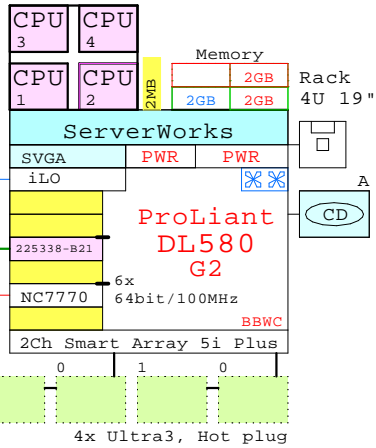 CPU CPU
3 4
Memory
CPU CPU
1 2
2MB
2GB
2GB 2GB
Rack
4U 19"
ServerWorks
SVGA PWR PWR
iLO
A
CD
ProLiant
DL580
G2
225338-B21
6x
NC7770 64bit/100MHz
BBWC
2Ch Smart Array 5i Plus
0 1 0
4x Ultra3, Hot plug